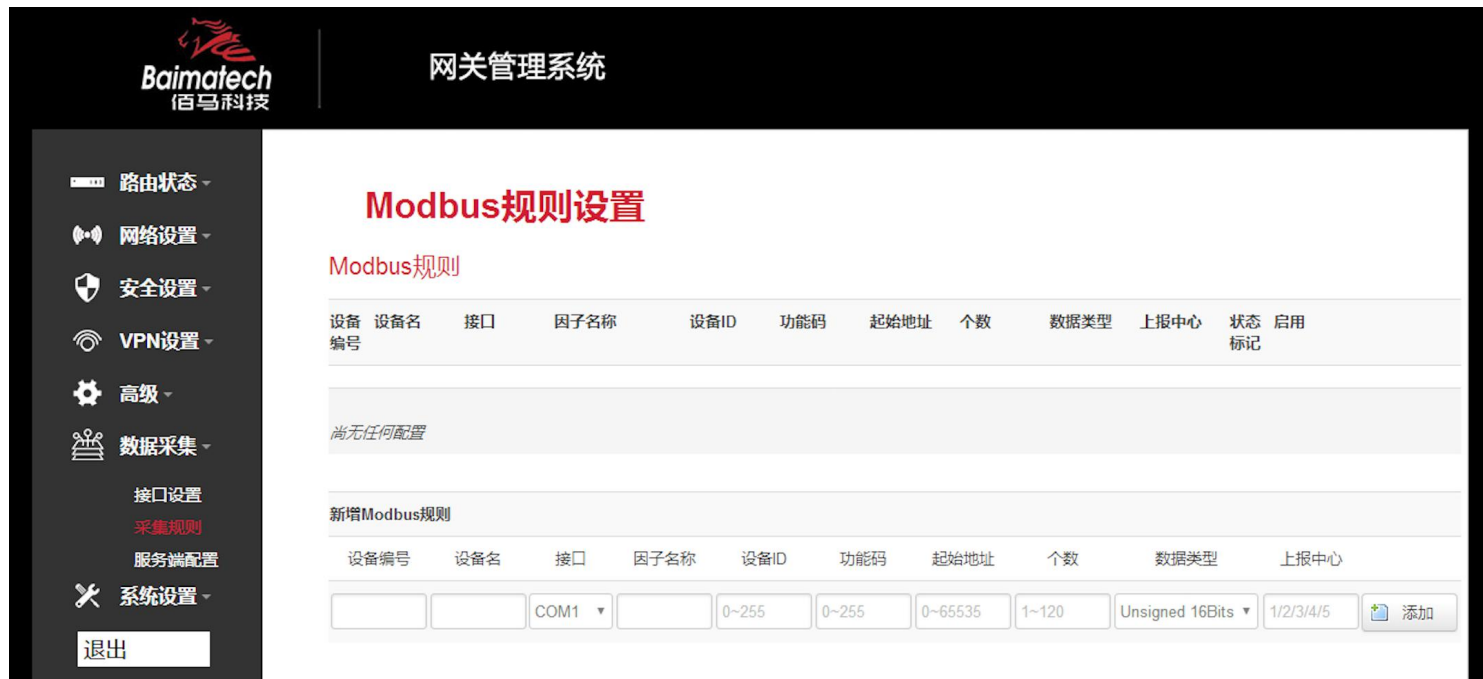 Baimatech
佰马科技
网关管理系统
路由状态
网络设置
安全设置
VPN设置
高级
数据采集
接口设置
采集规则
服务端配置
系统设置
退出
Modbus规则设置
Modbus规则
设备编号 设备名 接口 因子名称 设备ID 功能码 起始地址 个数 数据类型 上报中心 状态标记 启用
尚无任何配置
新增Modbus规则
设备编号 设备名 接口 因子名称 设备ID 功能码 起始地址 个数 数据类型 上报中心
COM1 0~255 0~255 0~65535 1~120 Unsigned 16Bits 1/2/3/4/5 添加